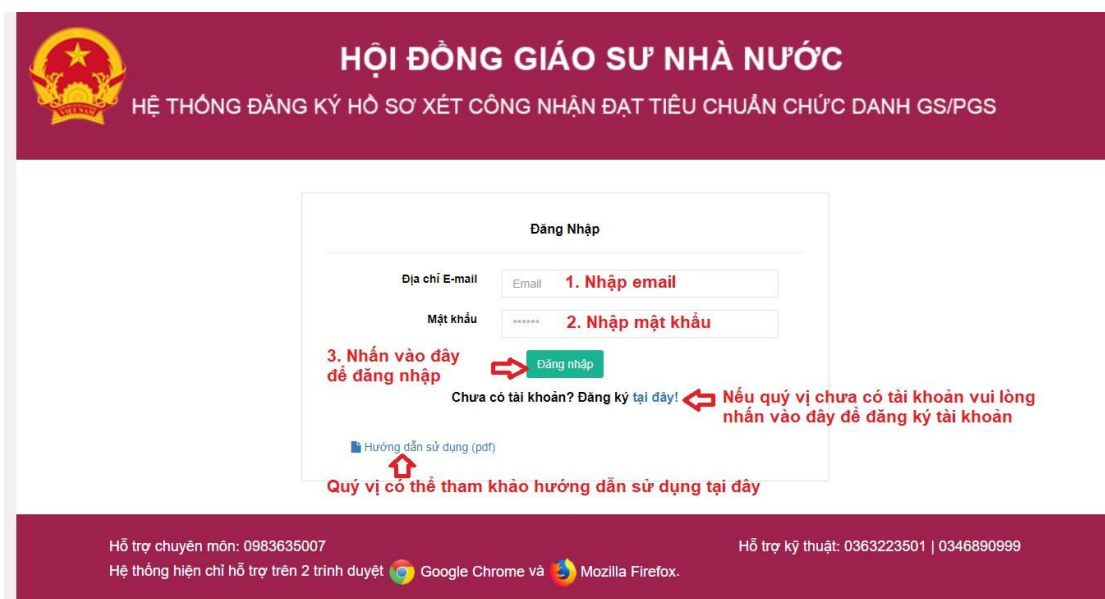 HỘI ĐỒNG GIÁO SƯ NHÀ NƯỚC
HỆ THỐNG ĐĂNG KÝ HỒ SƠ XÉT CÔNG NHẬN ĐẠT TIÊU CHUẨN CHỨC DANH GS/PGS
VIỆT NAM
Đăng Nhập
Địa chỉ E-mail
Email
1. Nhập email
Mật khẩu
******
2. Nhập mật khẩu
3. Nhấn vào đây
để đăng nhập
Đăng nhập
Chưa có tài khoản? Đăng ký tại đây!
Nếu quý vị chưa có tài khoản vui lòng
nhấn vào đây để đăng ký tài khoản
Hướng dẫn sử dụng (pdf)
Quý vị có thể tham khảo hướng dẫn sử dụng tại đây
Hỗ trợ chuyên môn: 0983635007
Hỗ trợ kỹ thuật: 0363223501 | 0346890999
Hệ thống hiện chỉ hỗ trợ trên 2 trình duyệt Google Chrome và Mozilla Firefox.